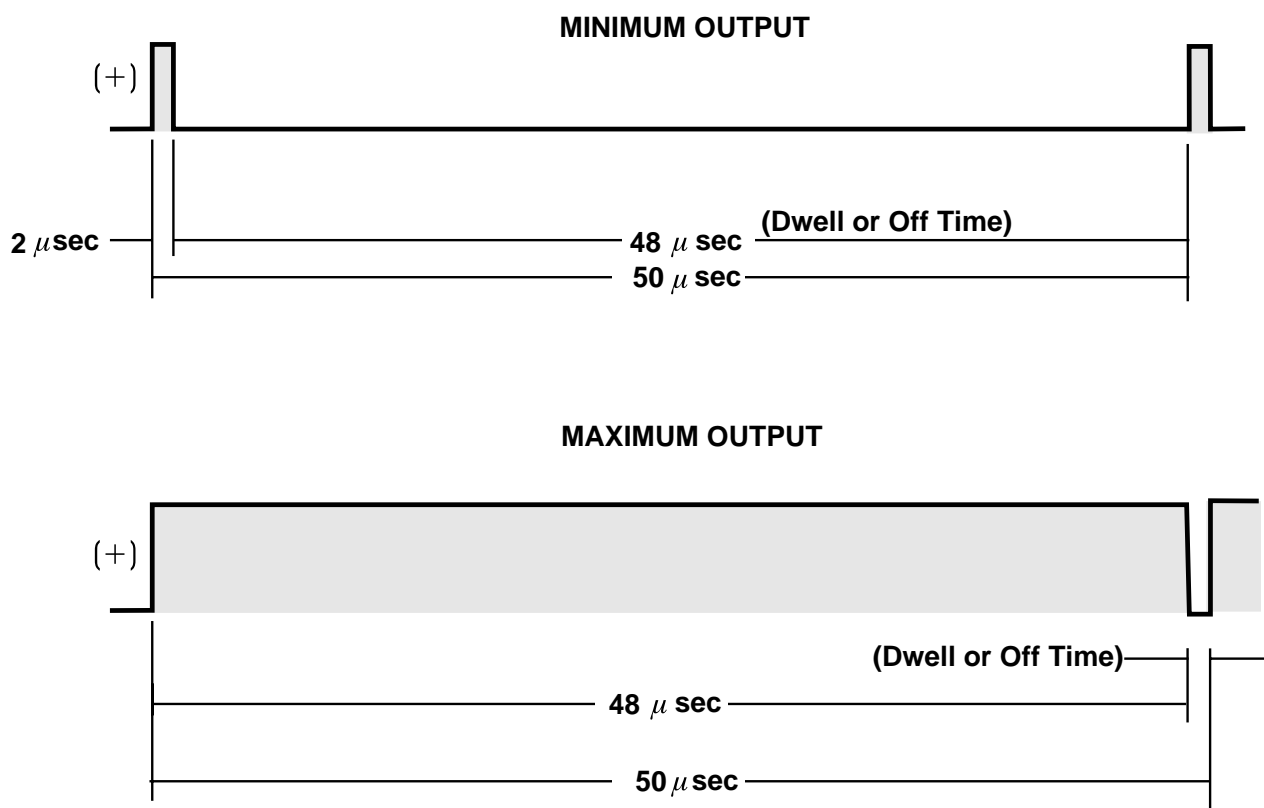 MINIMUM OUTPUT
(+)
(Dwell or Off Time)
2 μsec
48 μ sec
50 μ sec
MAXIMUM OUTPUT
(+)
(Dwell or Off Time)
48 μ sec
50 μsec